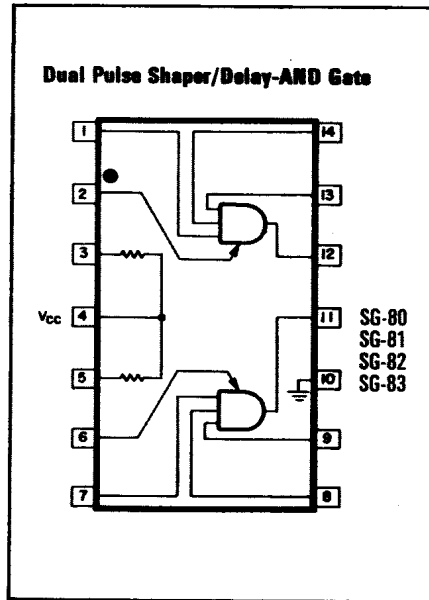 Dual Pulse Shaper/Delay-AND Gate
1 14
2 13
3 12
VCC 4 11 SG-80
SG-81
SG-82
5 10 SG-83
6 9
7 8